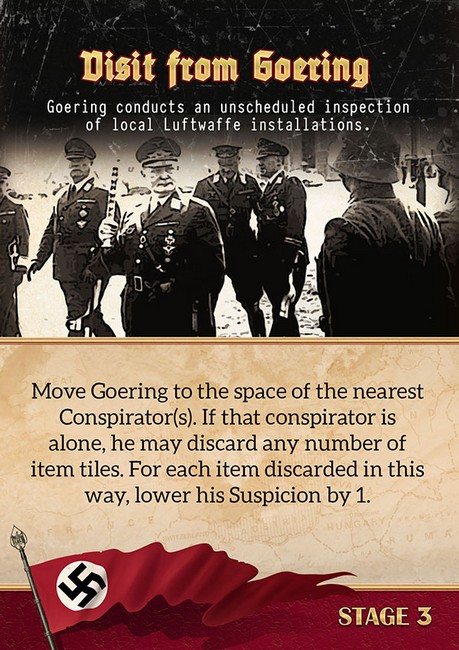 Visit from Goering
Goering conducts an unscheduled inspection
of local Luftwaffe installations.
Move Goering to the space of the nearest
Conspirator(s). If that conspirator is
alone, he may discard any number of
item tiles. For each item discarded in this
way, lower his Suspicion by 1.
FRANCE
HUNGARY
STAGE 3